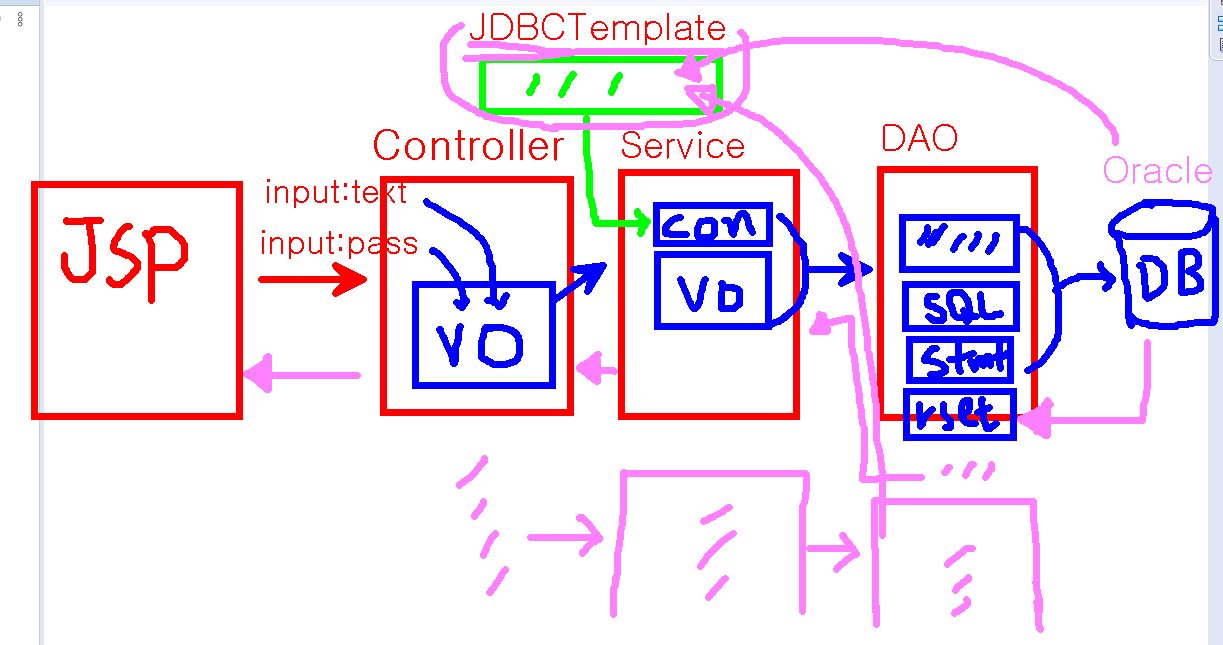 JDBCTemplate
Controller
Service
DAO
Oracle
JSP
input:text
input:pass
VO
con
VO
SQL
stmt
rset
DB